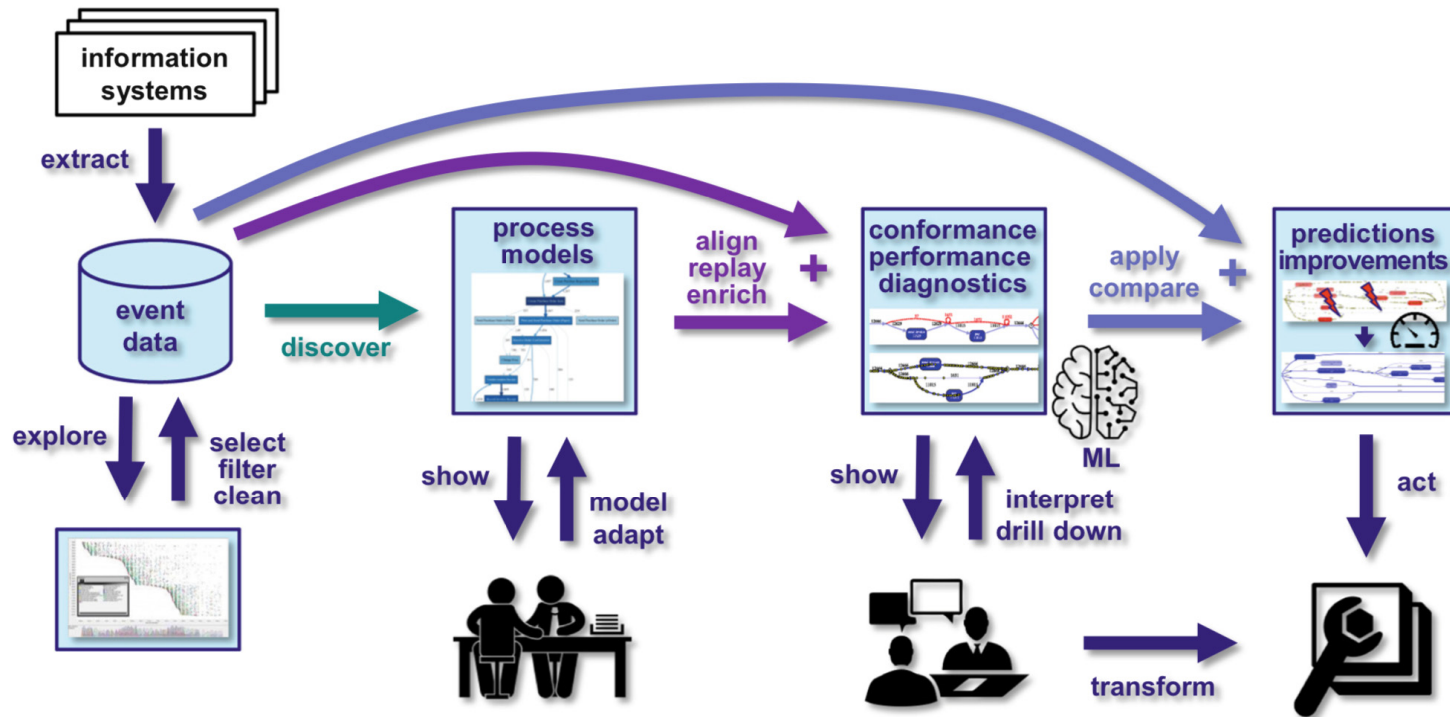 information
systems
extract
event
data
discover
explore
select
filter
clean
process
models
align
replay
enrich
+
show
model
adapt
conformance
performance
diagnostics
apply
compare
+
ML
show
interpret
drill down
transform
predictions
improvements
act